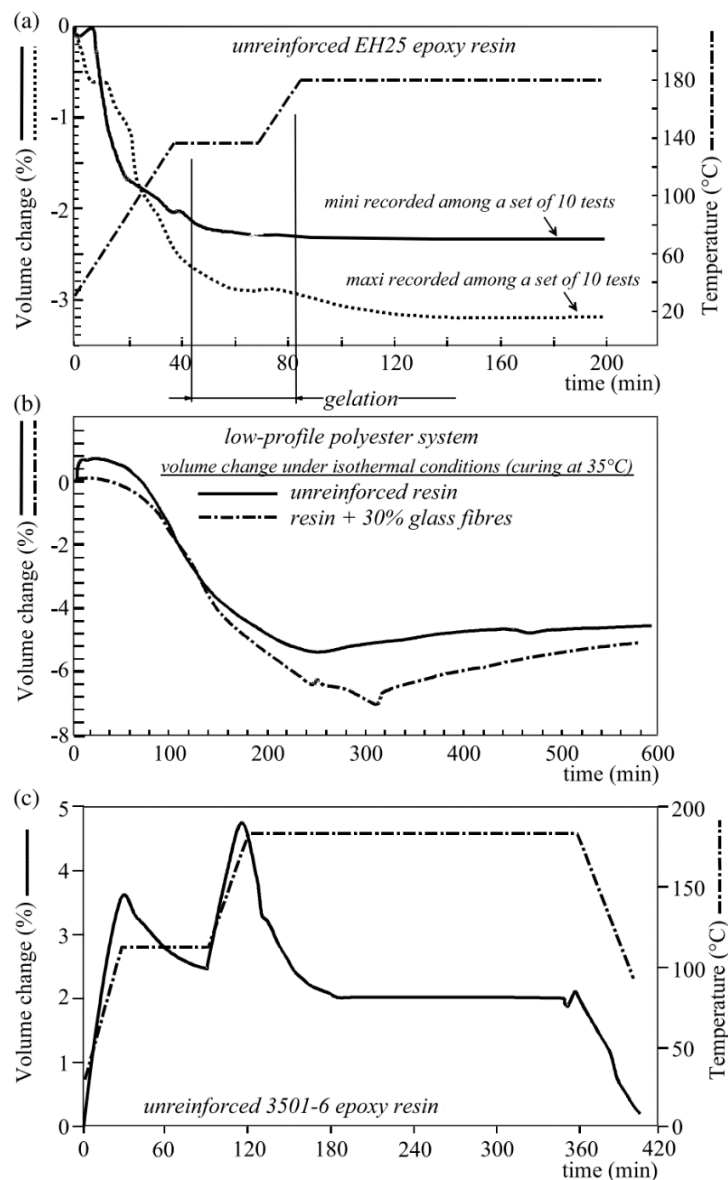 (a)
unreinforced EH25 epoxy resin
0
-1
-2
-3
Volume change (%)
180
140
100
60
20
Temperature (°C)
mini recorded among a set of 10 tests
maxi recorded among a set of 10 tests
0 40 80 120 160 200
time (min)
gelation
(b)
low-profile polyester system
volume change under isothermal conditions (curing at 35°C)
unreinforced resin
resin + 30% glass fibres
0
-2
-4
-6
-8
Volume change (%)
0 100 200 300 400 500 600
time (min)
(c)
5
4
3
2
1
0
Volume change (%)
200
150
100
50
0
Temperature (°C)
unreinforced 3501-6 epoxy resin
0 60 120 180 240 300 360 420
time (min)